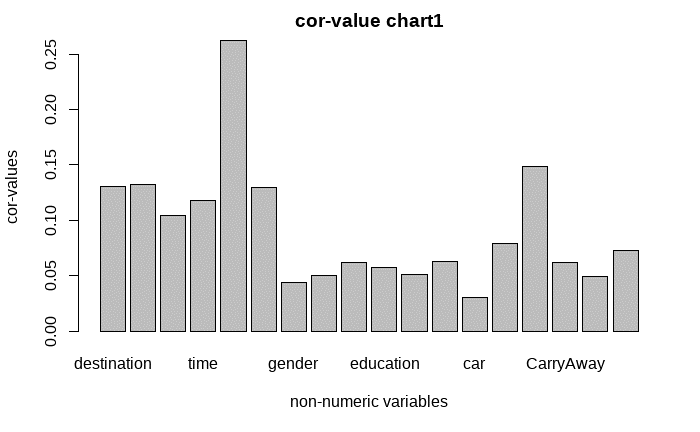 cor-value chart1
cor-values
0.25
0.20
0.15
0.10
0.05
0.00
destination time gender education car CarryAway
non-numeric variables